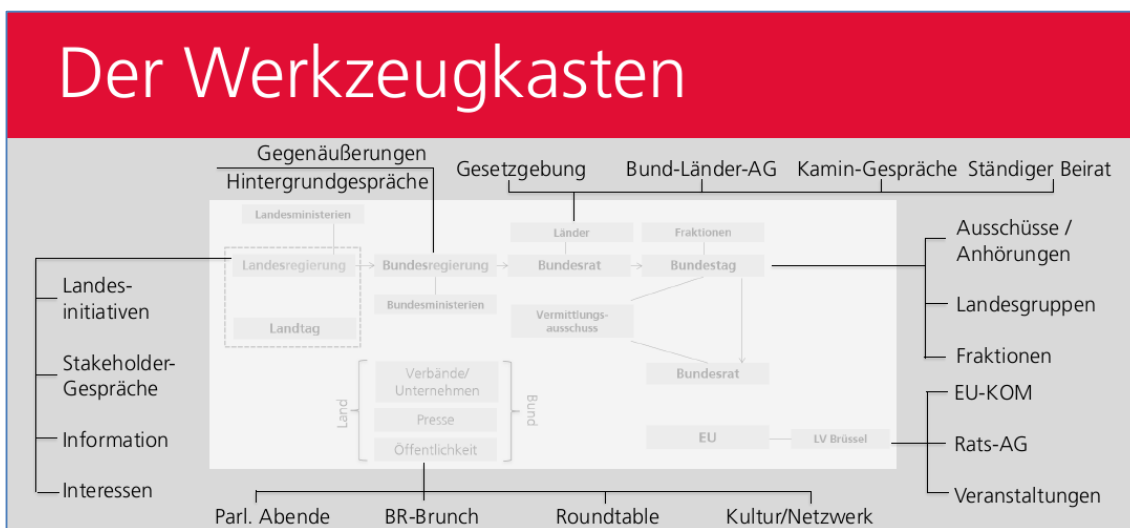 Der Werkzeugkasten
Gegenäußerungen
Hintergrundgespräche
Gesetzgebung
Bund-Länder-AG
Kamin-Gespräche
Ständiger Beirat
Landesministerien
Länder
Fraktionen
Landesregierung
Bundesregierung
Bundesrat
Bundestag
Bundesministerien
Landtag
Vermittlungs-
ausschuss
Bundesrat
Verbände/
Unternehmen
Presse
Öffentlichkeit
Land
Bund
EU
LV Brüssel
Landes-
initiativen
Stakeholder-
Gespräche
Information
Interessen
Ausschüsse /
Anhörungen
Landesgruppen
Fraktionen
EU-KOM
Rats-AG
Veranstaltungen
Parl. Abende
BR-Brunch
Roundtable
Kultur/Netzwerk